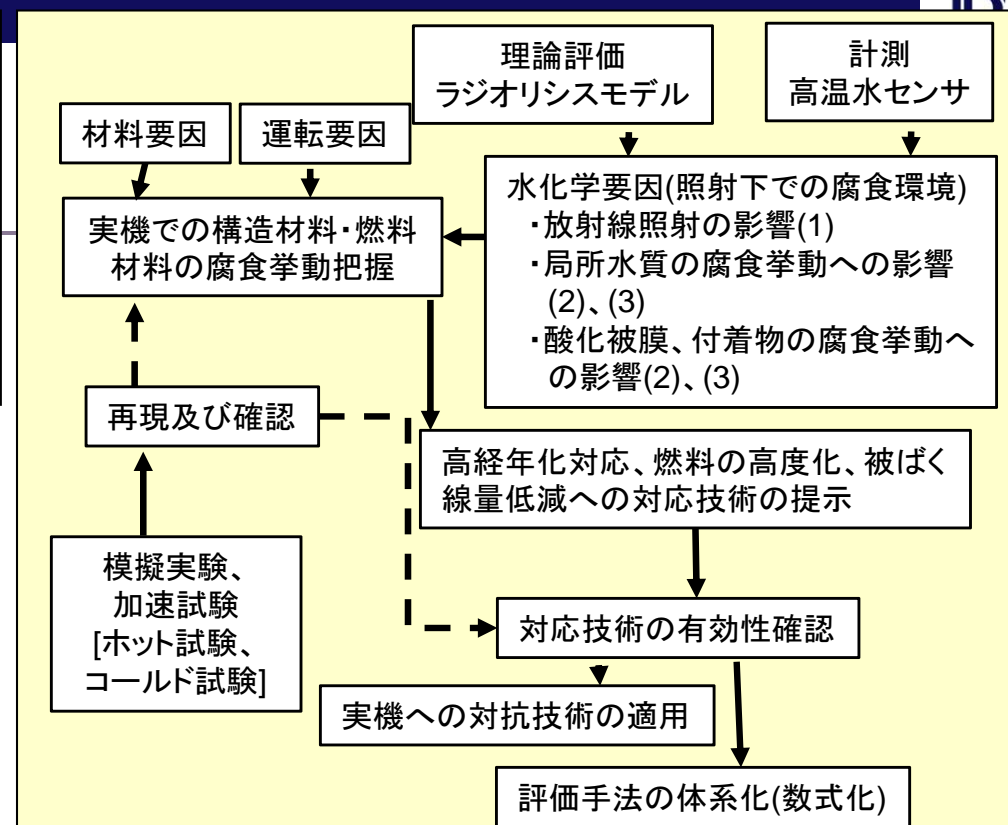 理論評価
ラジオリシスモデル
計測
高温水センサ
材料要因
運転要因
水化学要因(照射下での腐食環境)
・放射線照射の影響(1)
・局所水質の腐食挙動への影響
(2)、(3)
・酸化被膜、付着物の腐食挙動へ
の影響(2)、(3)
実機での構造材料・燃料
材料の腐食挙動把握
再現及び確認
高経年化対応、燃料の高度化、被ばく
線量低減への対応技術の提示
模擬実験、
加速試験
[ホット試験、
コールド試験]
対応技術の有効性確認
実機への対抗技術の適用
評価手法の体系化(数式化)